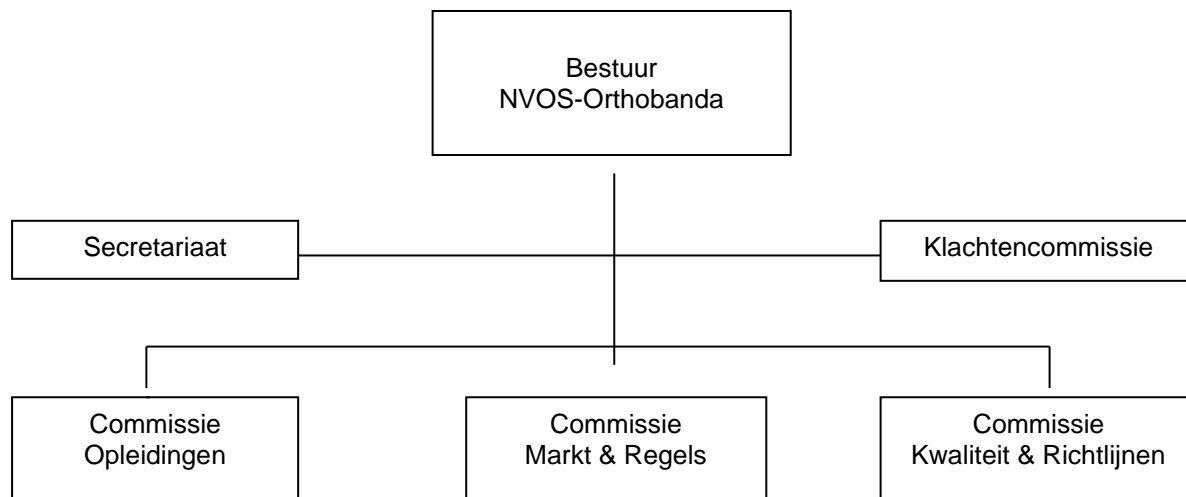 Bestuur
NVOS-Orthobanda
Secretariaat
Klachtencommissie
Commissie
Opleidingen
Commissie
Markt & Regels
Commissie
Kwaliteit & Richtlijnen